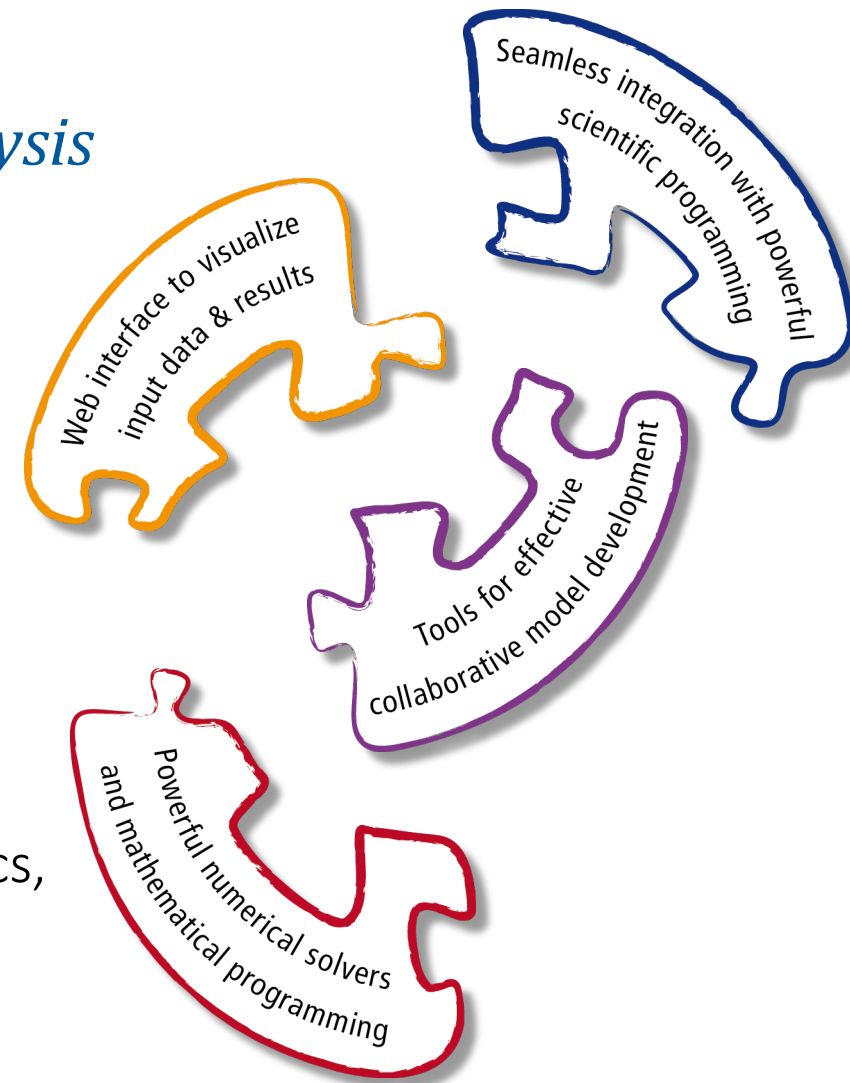 ysis
Seamless integration with powerful
scientific programming
Web interface to visualize
input data & results
Tools for effective
collaborative model development
cs,
Powerful numerical solvers
and mathematical programming